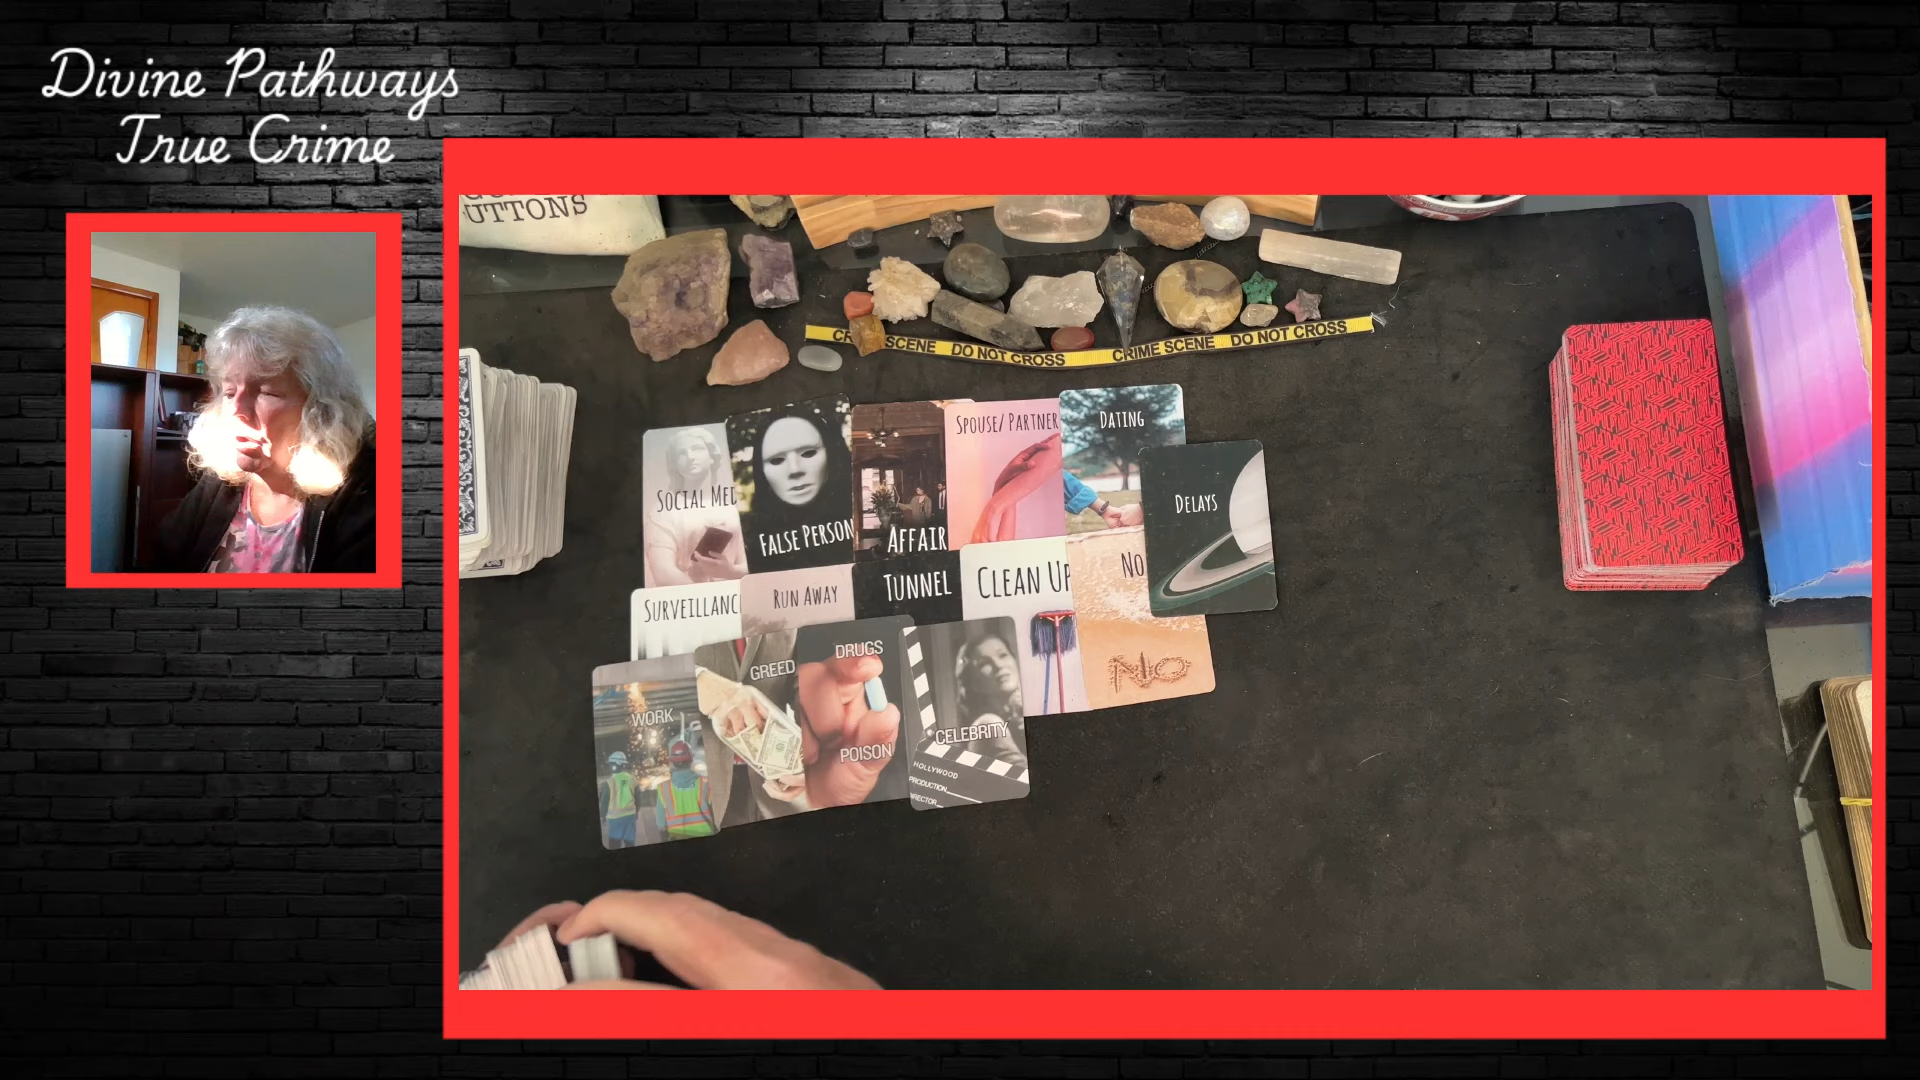 Divine Pathways
True Crime
UTTONS
SCENE DO NOT CROSS CRIME SCENE DO NOT CROSS
SOCIAL MED
FALSE PERSON
AFFAIR
SPOUSE/ PARTNER
DATING
DELAYS
SURVEILLANC
RUN AWAY
TUNNEL
CLEAN UP
NO
NO
WORK
GREED
DRUGS
POISON
CELEBRITY
HOLLYWOOD
PRODUCTION
DIRECTOR